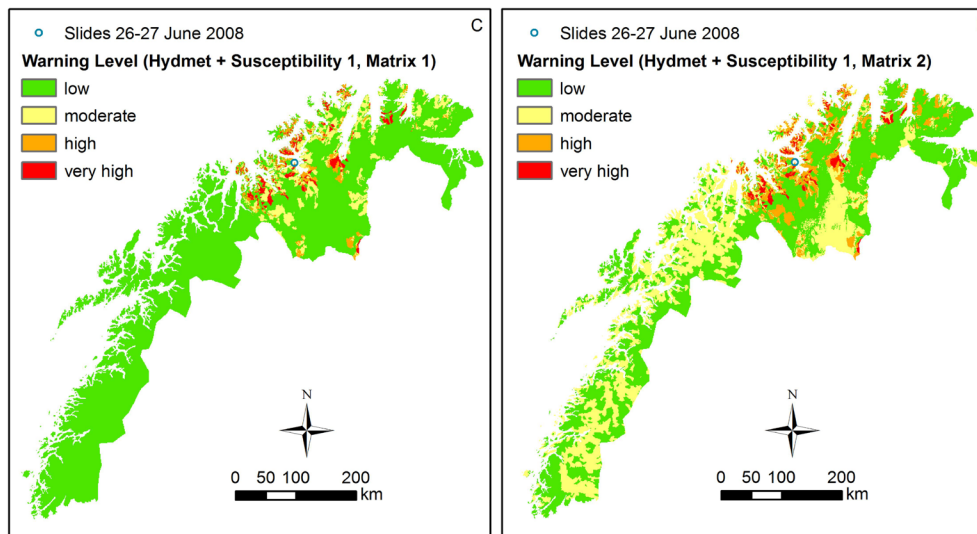 C
Slides 26-27 June 2008
Warning Level (Hydmet + Susceptibility 1, Matrix 1)
low
moderate
high
very high
N
0 50 100 200
km
Slides 26-27 June 2008
Warning Level (Hydmet + Susceptibility 1, Matrix 2)
low
moderate
high
very high
N
0 50 100 200
km